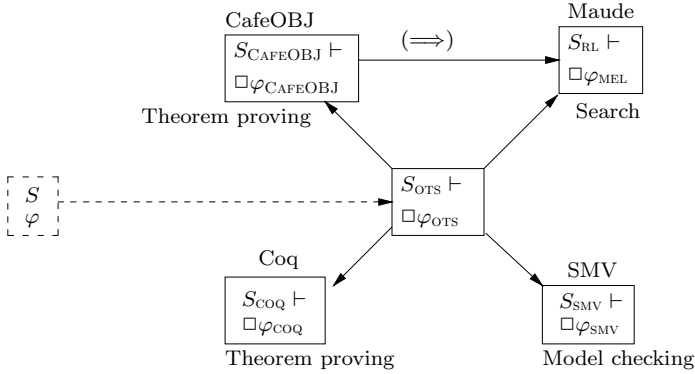 CafeOBJ
Maude
S_CAFEOBJ ⊢
□φ_CAFEOBJ
(⟹)
S_RL ⊢
□φ_MEL
Theorem proving
Search
S
φ
S_OTS ⊢
□φ_OTS
Coq
SMV
S_COQ ⊢
□φ_COQ
S_SMV ⊢
□φ_SMV
Theorem proving
Model checking